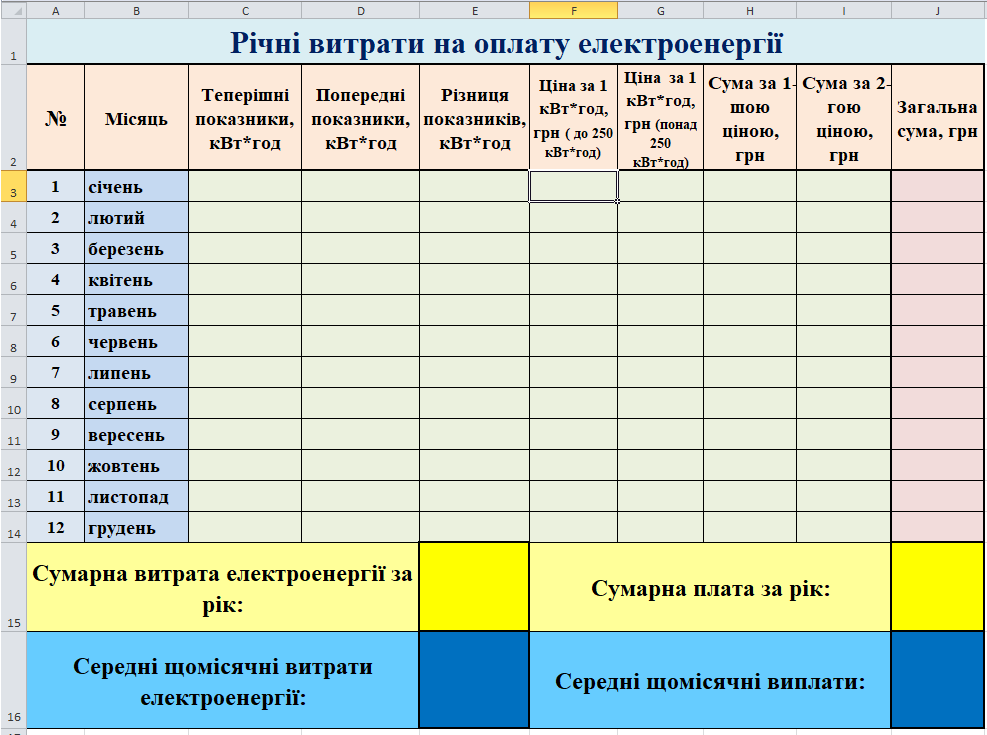 A B C D E F G H I J
1 Річні витрати на оплату електроенергії
2
№
Місяць
Теперішні
показники,
кВт*год
Попередні
показники,
кВт*год
Різниця
показників,
кВт*год
Ціна за 1
кВт*год,
грн ( до 250
кВт*год)
Ціна за 1
кВт*год,
грн (понад
250
кВт*год)
Сума за 1-
шою
ціною,
грн
Сума за 2-
гою
ціною,
грн
Загальна
сума, грн
3 1 січень
4 2 лютий
5 3 березень
6 4 квітень
7 5 травень
8 6 червень
9 7 липень
10 8 серпень
11 9 вересень
12 10 жовтень
13 11 листопад
14 12 грудень
15
Сумарна витрата електроенергії за
рік:
Сумарна плата за рік:
16
Середні щомісячні витрати
електроенергії:
Середні щомісячні виплати: